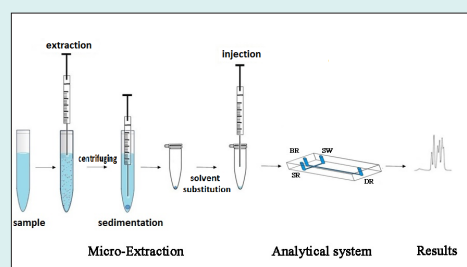 extraction
injection
centrifuging
BR
SW
SR
DR
solvent
substitution
sample
sedimentation
Micro-Extraction
Analytical system
Results